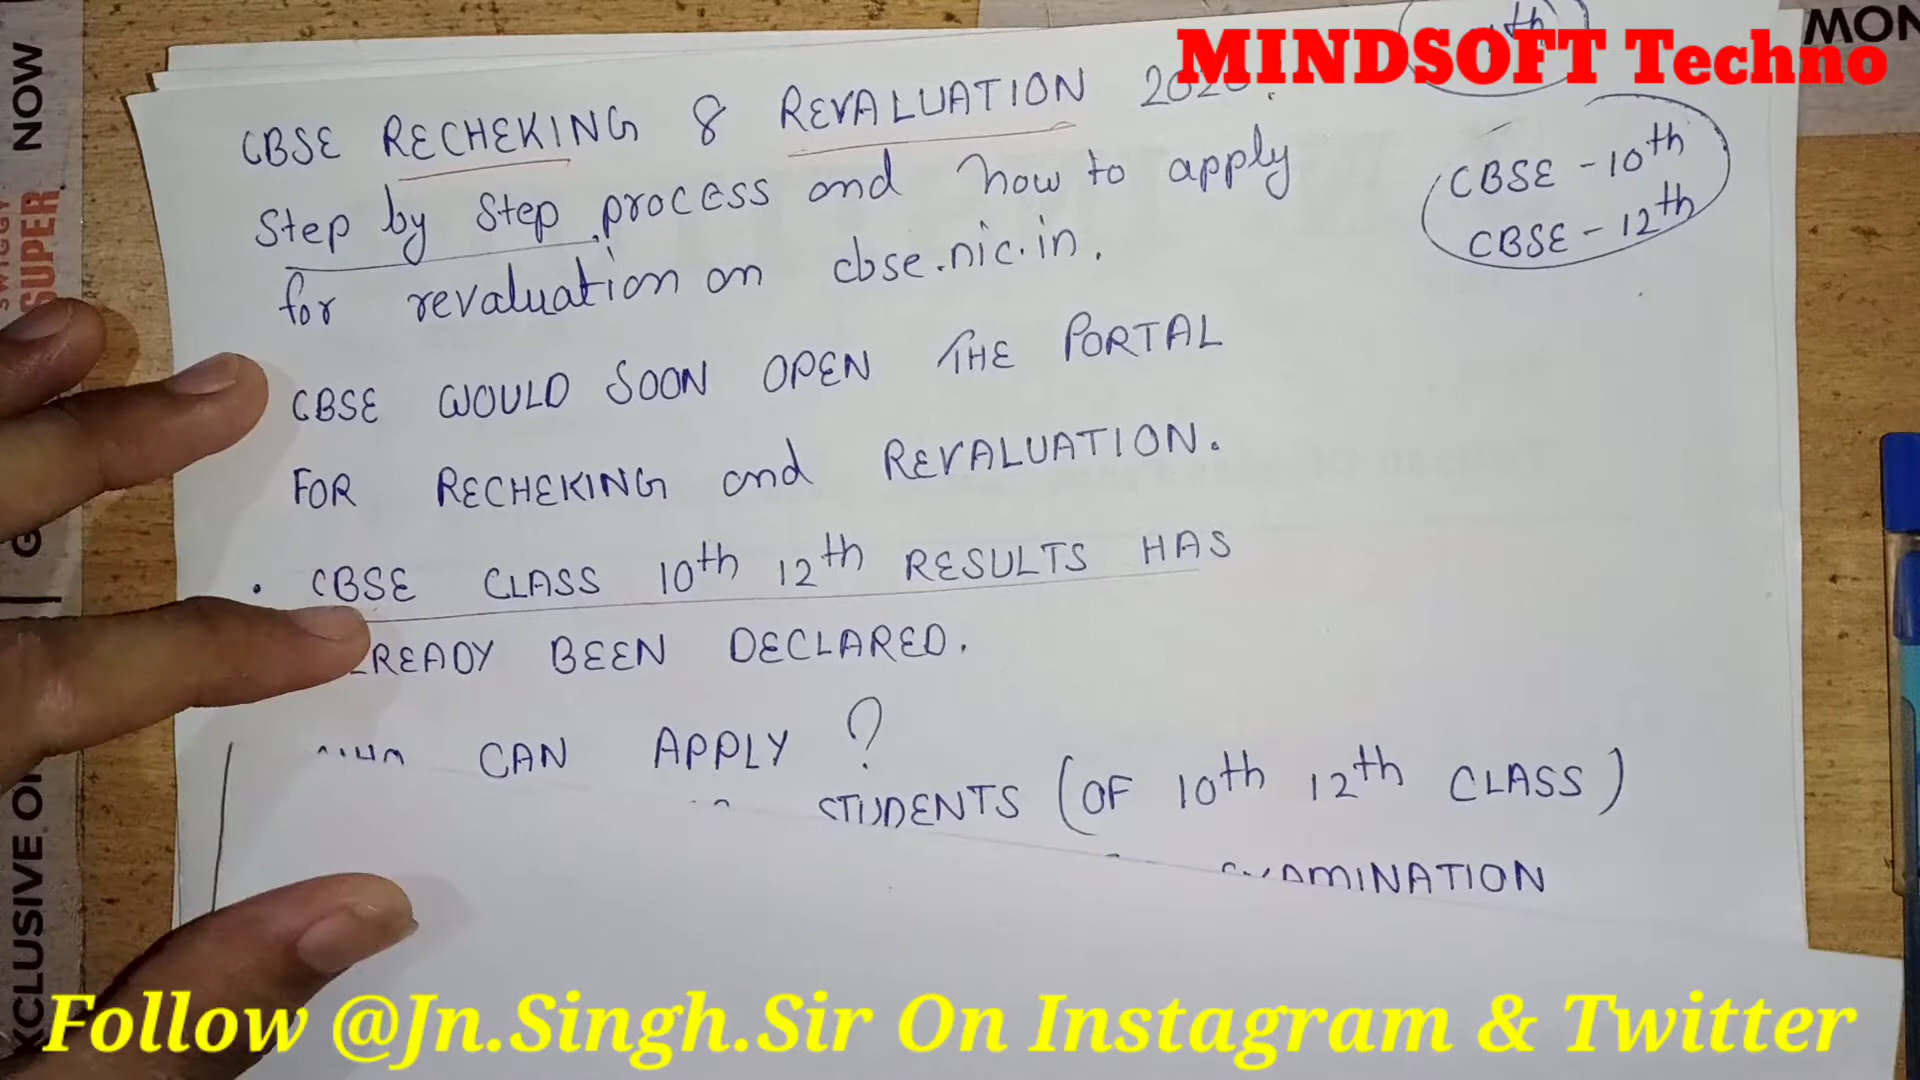 MINDSOFT Techno
CBSE RECHEKING & REVALUATION
Step by Step process and how to apply
for revaluation on cbse.nic.in.
CBSE - 10th
CBSE - 12th
CBSE WOULD SOON OPEN THE PORTAL
FOR RECHEKING and REVALUATION.
• CBSE CLASS 10th 12th RESULTS HAS
BEEN DECLARED.
CAN APPLY ?
STUDENTS (OF 10th 12th CLASS)
NOW
SUPER
SWIGGY
XCLUSIVE
MON
Follow @Jn.Singh.Sir On Instagram & Twitter